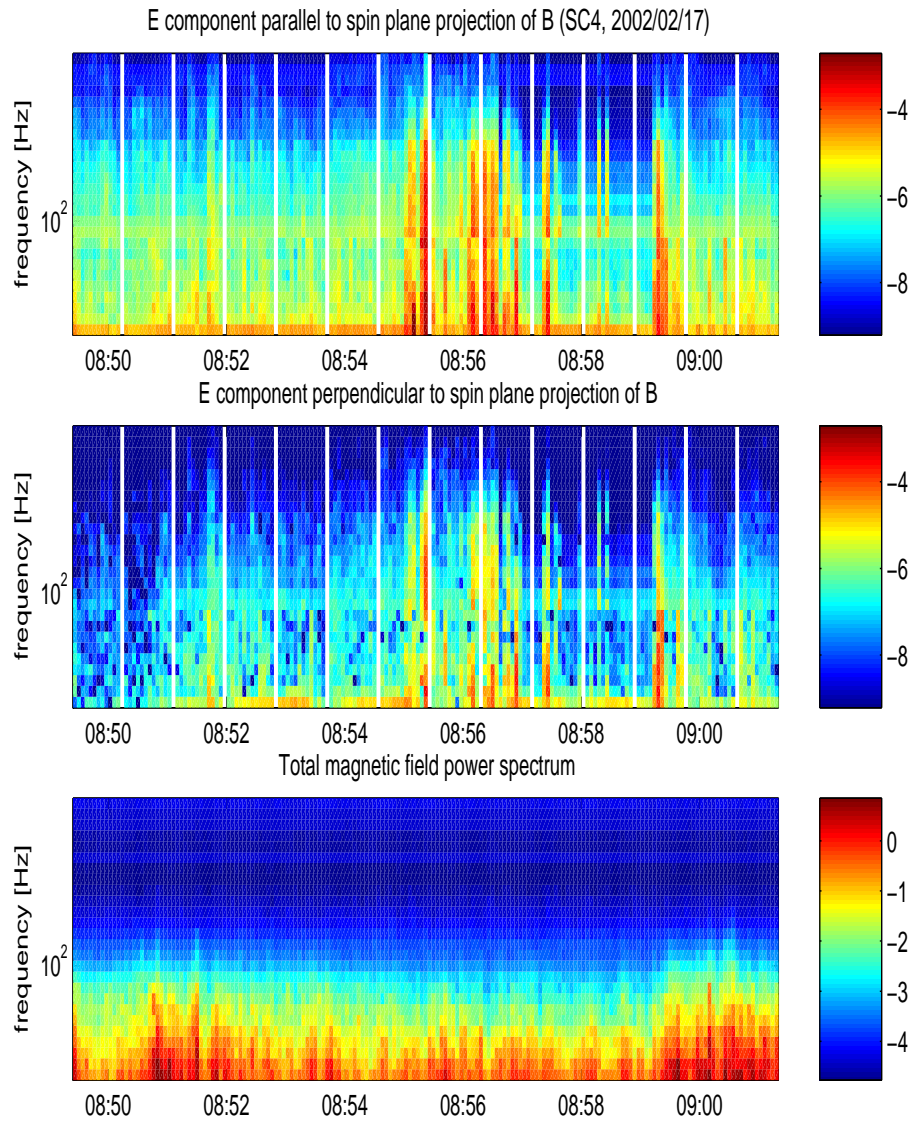 E component parallel to spin plane projection of B (SC4, 2002/02/17)
frequency [Hz]
10²
−4
−6
−8
08:50 08:52 08:54 08:56 08:58 09:00
E component perpendicular to spin plane projection of B
frequency [Hz]
10²
−4
−6
−8
08:50 08:52 08:54 08:56 08:58 09:00
Total magnetic field power spectrum
frequency [Hz]
10²
0
−1
−2
−3
−4
08:50 08:52 08:54 08:56 08:58 09:00